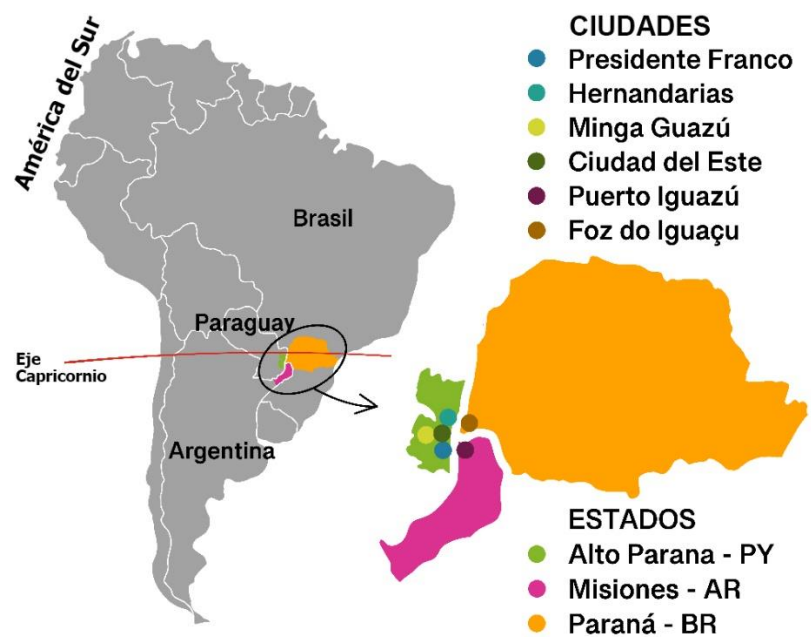 América del Sur
Brasil
Paraguay
Eje
Capricornio
Argentina
CIUDADES
Presidente Franco
Hernandarias
Minga Guazú
Ciudad del Este
Puerto Iguazú
Foz do Iguaçu
ESTADOS
Alto Parana - PY
Misiones - AR
Paraná - BR